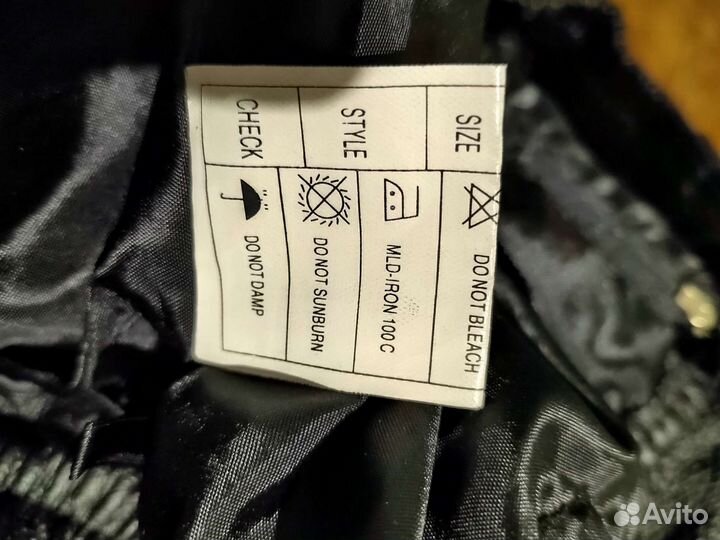 SIZE
STYLE
CHECK
DO NOT BLEACH
MLD-IRON 100 C
DO NOT SUNBURN
DO NOT DAMP
Avito